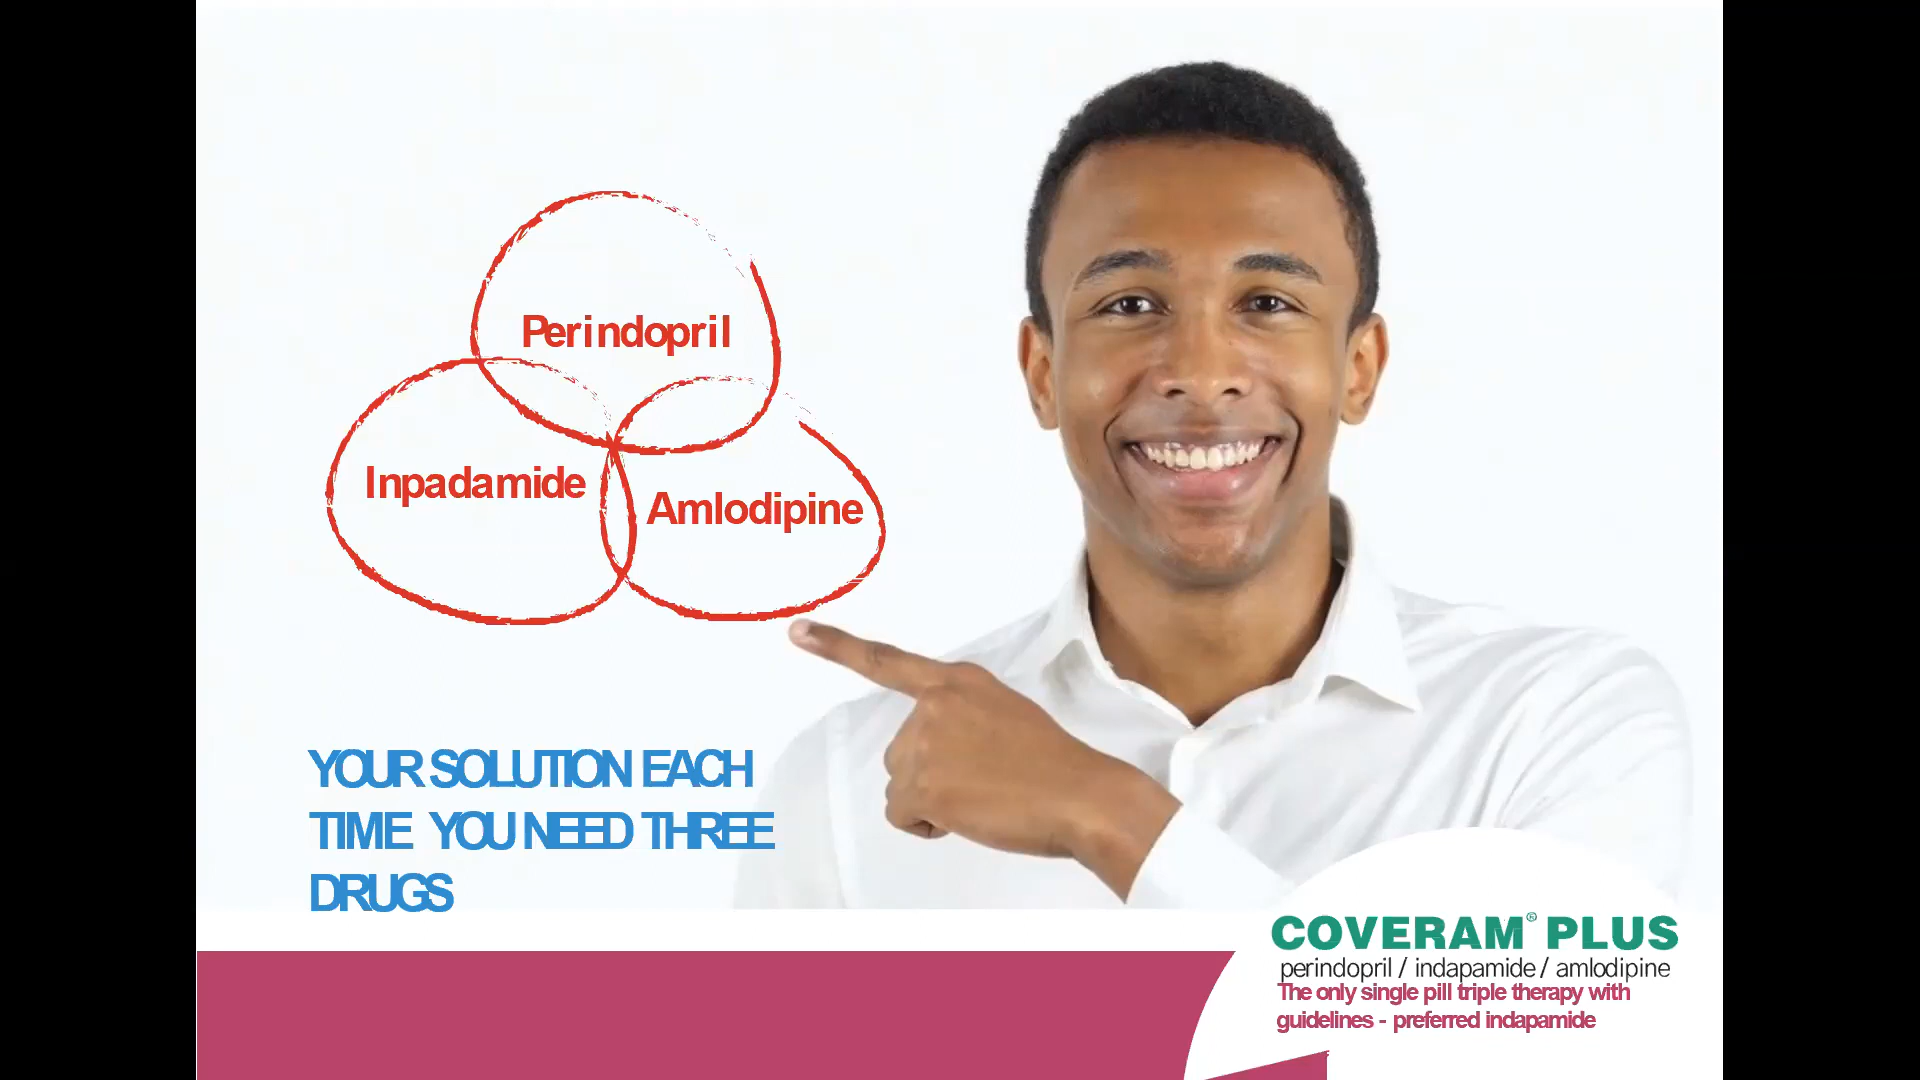 Perindopril
Inpadamide
Amlodipine
YOUR SOLUTION EACH
TIME YOU NEED THREE
DRUGS
COVERAM® PLUS
perindopril / indapamide / amlodipine
The only single pill triple therapy with
guidelines - preferred indapamide